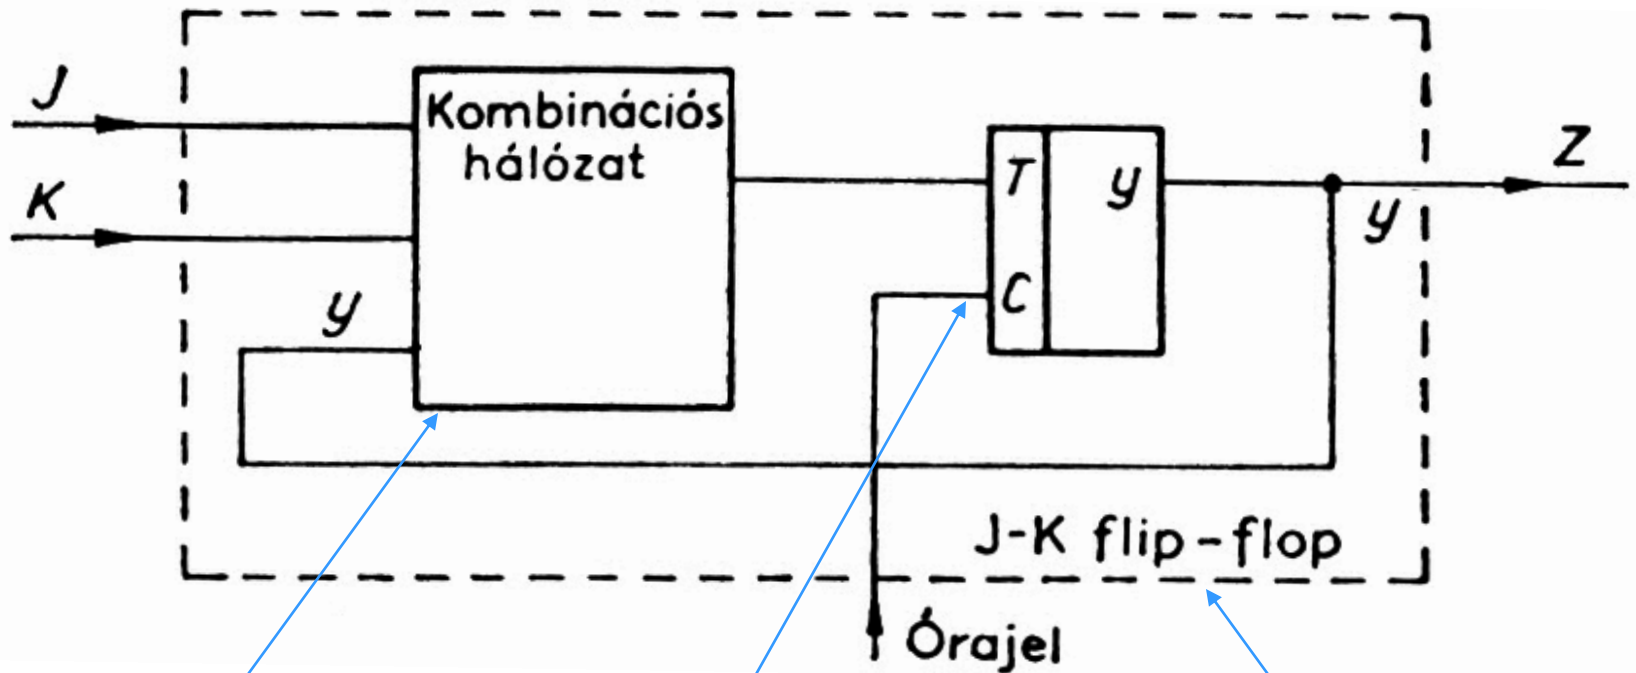 J
Kombinációs
hálózat
K
T
y
Z
y
y
C
J-K flip-flop
Órajel